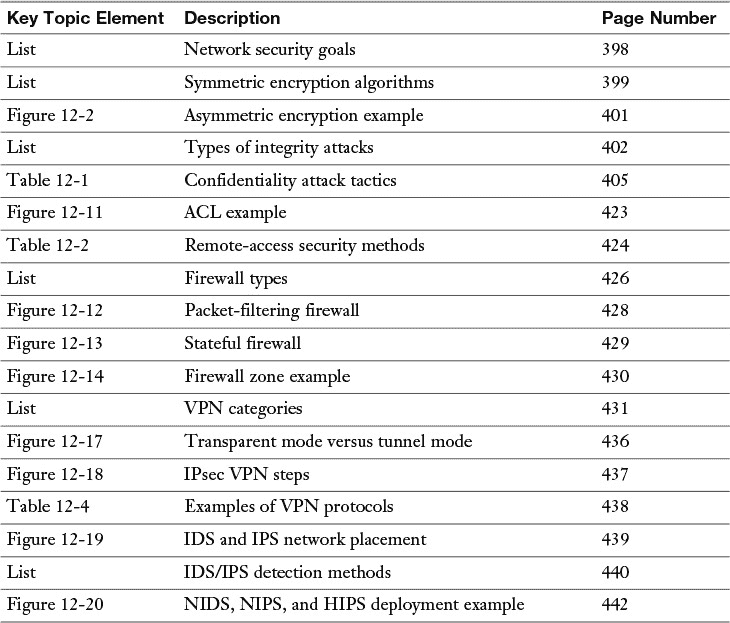 Key Topic Element Description Page Number
List Network security goals 398
List Symmetric encryption algorithms 399
Figure 12-2 Asymmetric encryption example 401
List Types of integrity attacks 402
Table 12-1 Confidentiality attack tactics 405
Figure 12-11 ACL example 423
Table 12-2 Remote-access security methods 424
List Firewall types 426
Figure 12-12 Packet-filtering firewall 428
Figure 12-13 Stateful firewall 429
Figure 12-14 Firewall zone example 430
List VPN categories 431
Figure 12-17 Transparent mode versus tunnel mode 436
Figure 12-18 IPsec VPN steps 437
Table 12-4 Examples of VPN protocols 438
Figure 12-19 IDS and IPS network placement 439
List IDS/IPS detection methods 440
Figure 12-20 NIDS, NIPS, and HIPS deployment example 442